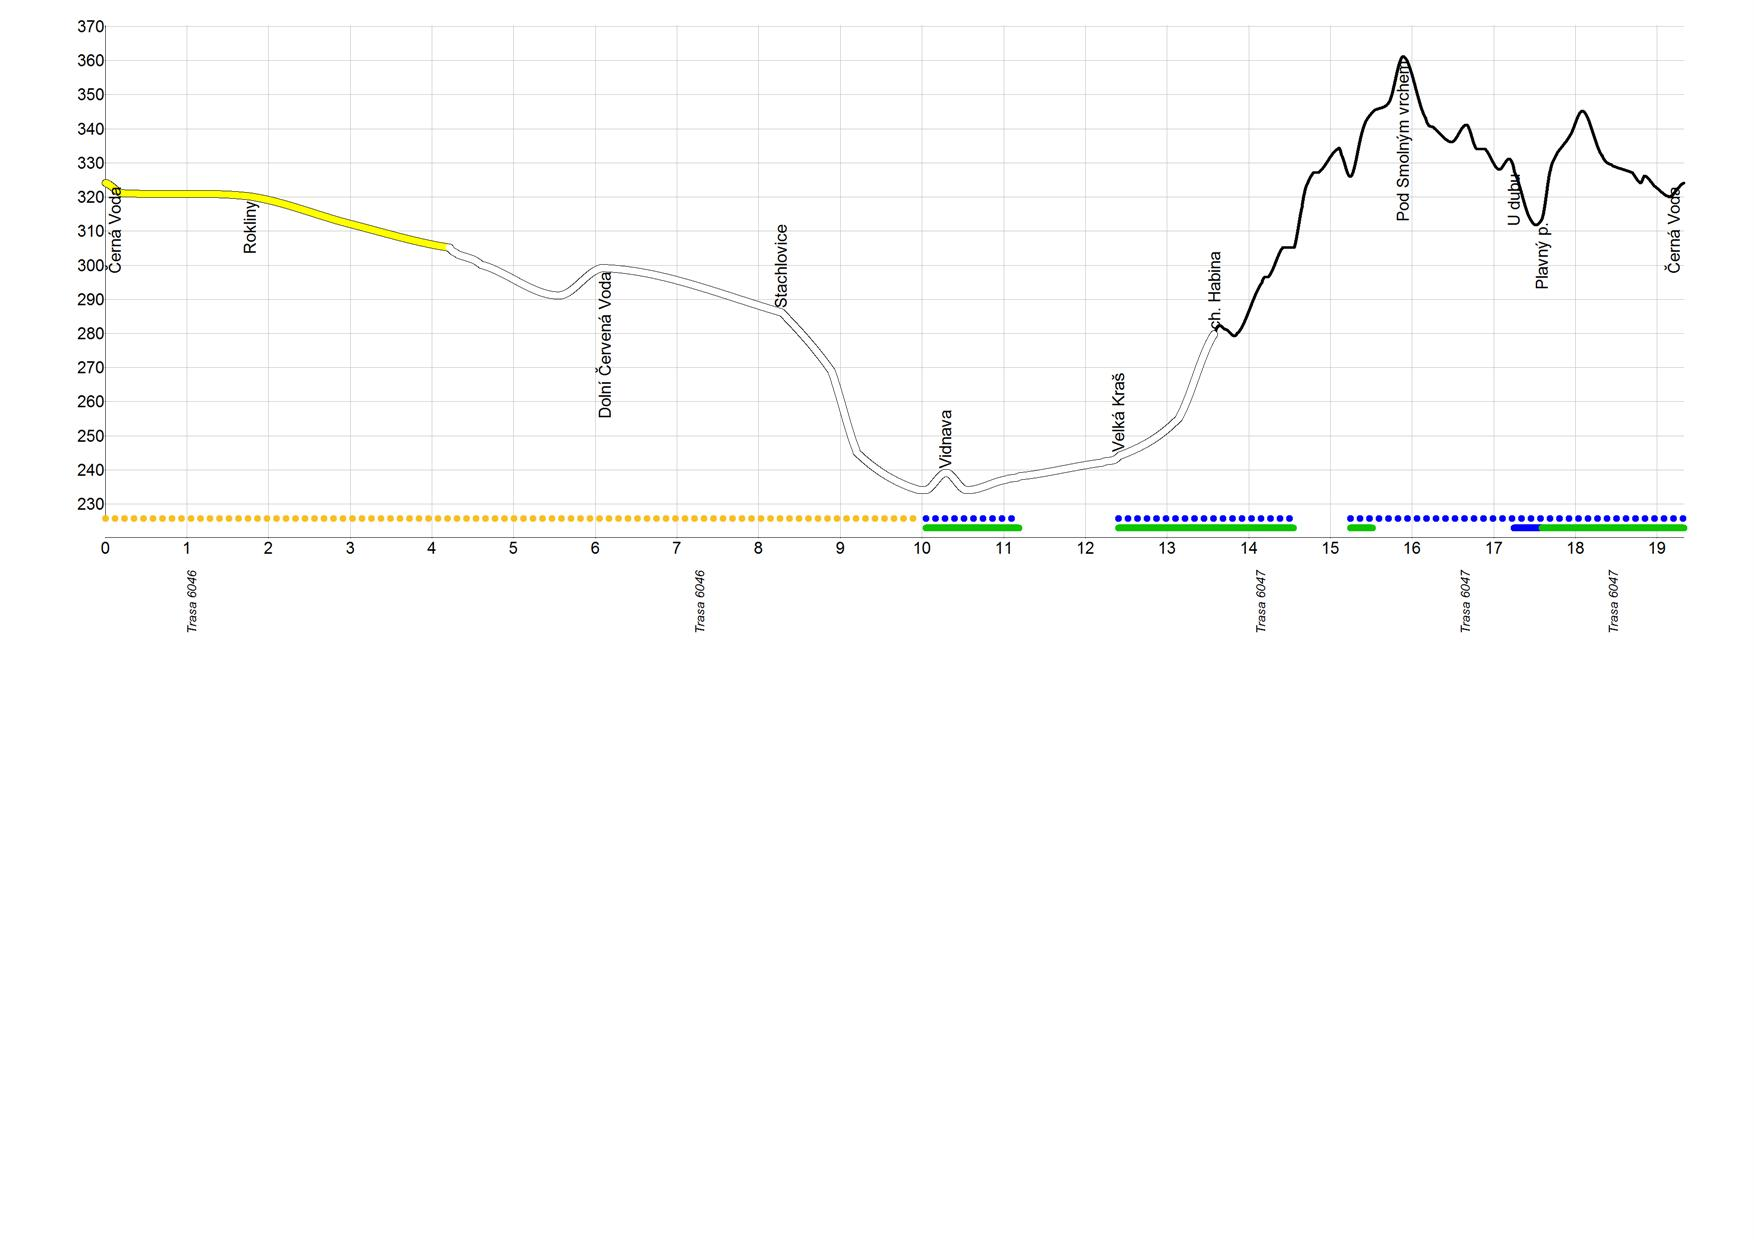 370
360
350
340
330
320
310
300
290
280
270
260
250
240
230
Černá Voda
Rokliny
Dolní Červená Voda
Stachlovice
Vidnava
Velká Kraš
ch. Habina
Pod Smolným vrchem
U dubu
Plavný p.
Černá Voda
0 1 2 3 4 5 6 7 8 9 10 11 12 13 14 15 16 17 18 19
Trasa 6046
Trasa 6046
Trasa 6047
Trasa 6047
Trasa 6047